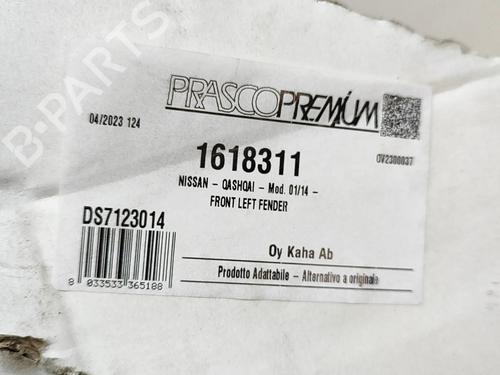 B-PARTS
PRASCOPREMIUM
04/2023 124
OV2300037
1618311
NISSAN - QASHQAI - Mod. 01/14 -
FRONT LEFT FENDER
DS7123014
Oy Kaha Ab
Prodotto Adattabile - Alternativo a originale
8 033533 365188